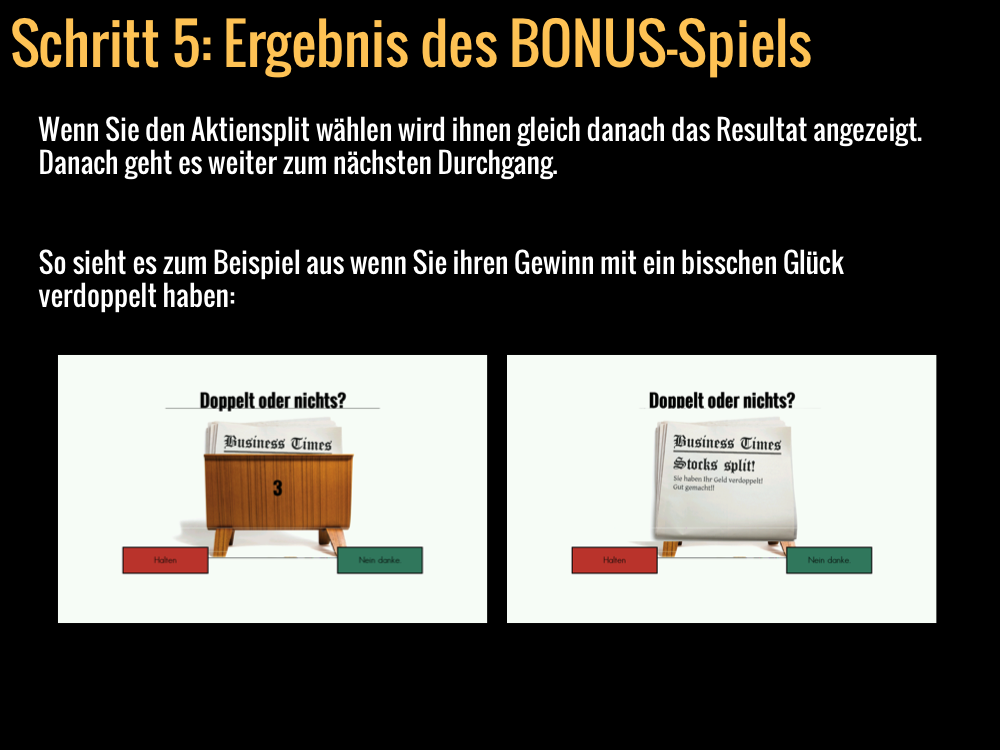 Schritt 5: Ergebnis des BONUS-Spiels
Wenn Sie den Aktiensplit wählen wird ihnen gleich danach das Resultat angezeigt.
Danach geht es weiter zum nächsten Durchgang.
So sieht es zum Beispiel aus wenn Sie ihren Gewinn mit ein bisschen Glück
verdoppelt haben:
Doppelt oder nichts?
Business Times
3
Halten
Nein danke.
Doppelt oder nichts?
Business Times
Stocks split!
Sie haben Ihr Geld verdoppelt!
Gut gemacht!!
Halten
Nein danke.